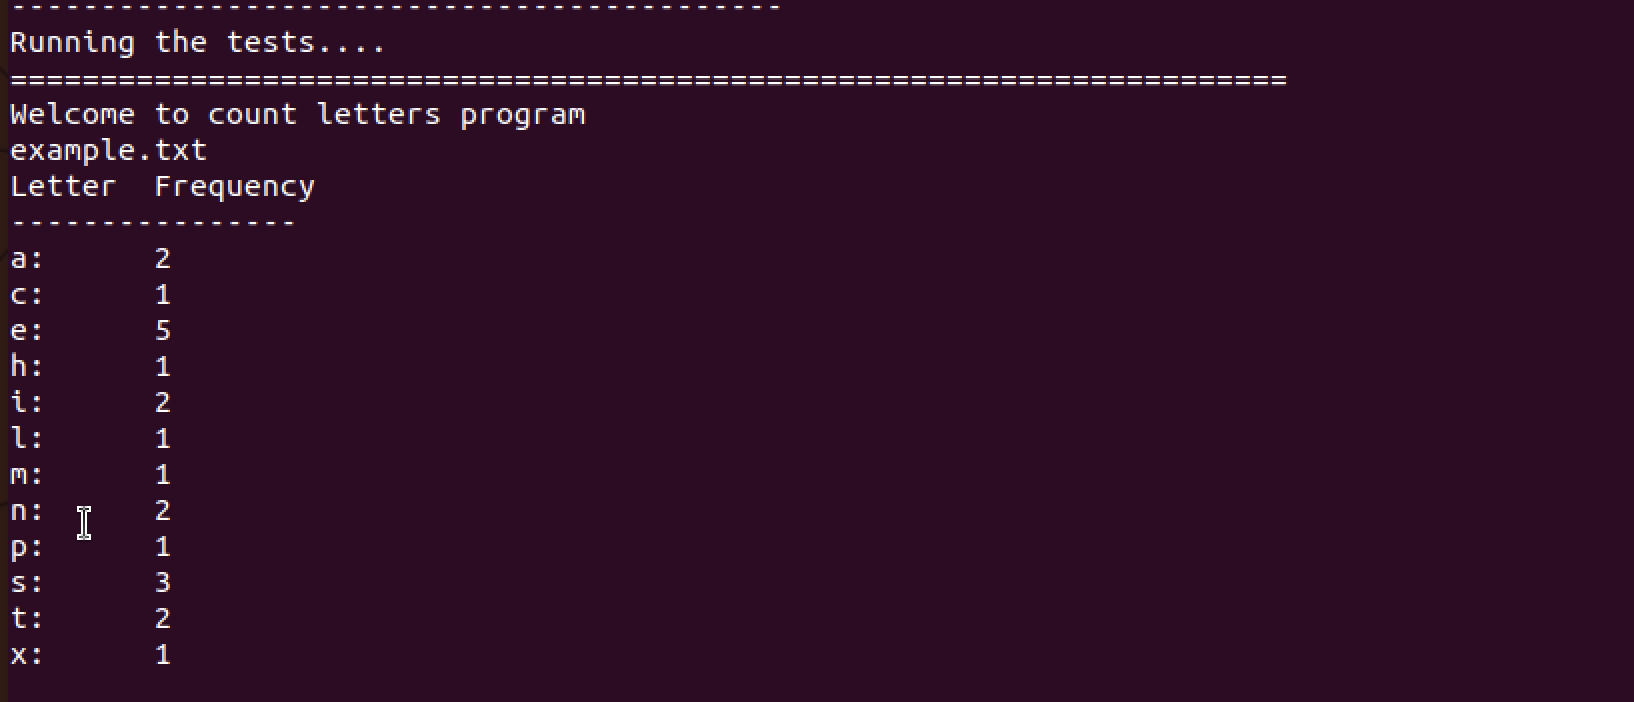 -------------------------------------------
Running the tests....
=======================================================================
Welcome to count letters program
example.txt
Letter  Frequency
----------------
a:      2
c:      1
e:      5
h:      1
i:      2
l:      1
m:      1
n:      2
p:      1
s:      3
t:      2
x:      1